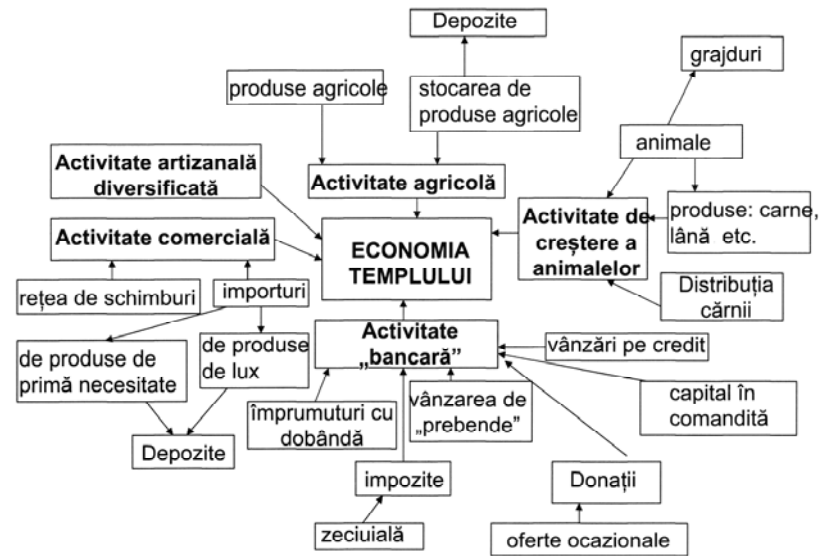 Depozite
grajduri
produse agricole
stocarea de
produse agricole
animale
Activitate artizanală
diversificată
Activitate agricolă
Activitate de
creștere a
animalelor
produse: carne,
lână etc.
Activitate comercială
ECONOMIA
TEMPLULUI
rețea de schimburi
importuri
Distribuția
cărnii
de produse de
primă necesitate
de produse
de lux
Activitate
„bancară”
vânzări pe credit
împrumuturi cu
dobândă
vânzarea de
„prebende”
capital în
comandită
Depozite
impozite
Donații
zeciuială
oferte ocazionale